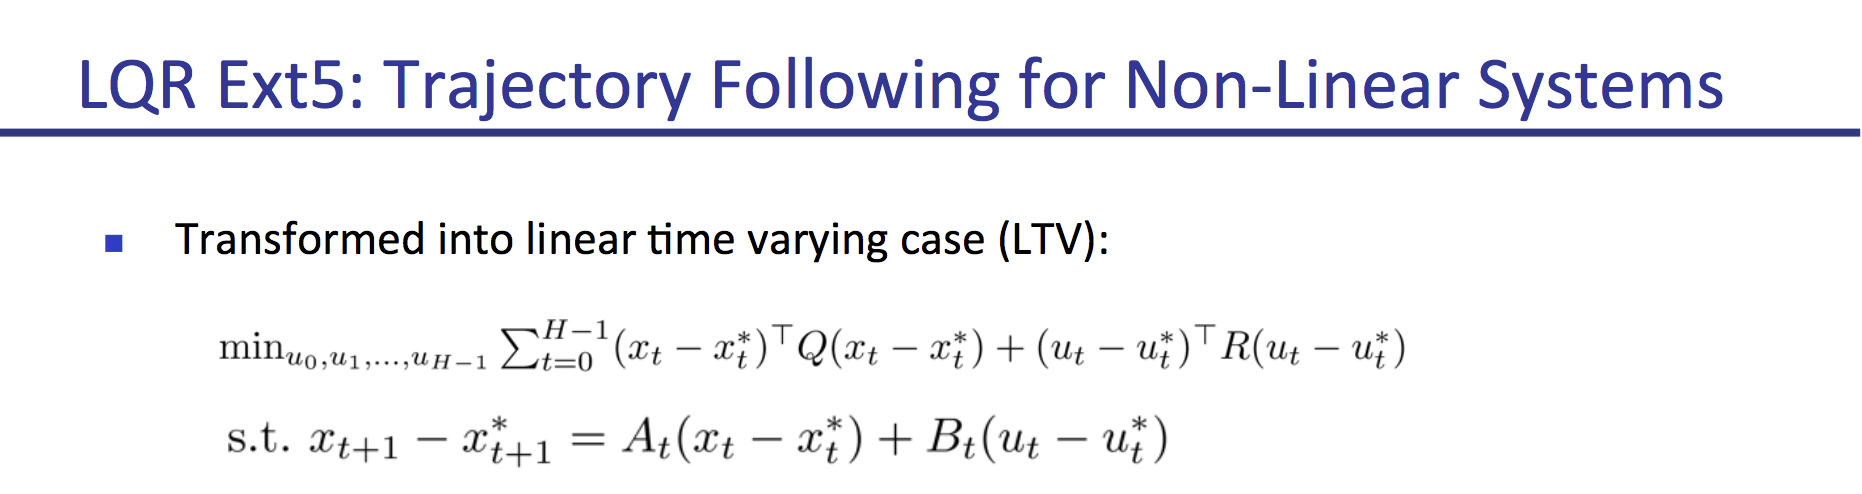 LQR Ext5: Trajectory Following for Non-Linear Systems
Transformed into linear time varying case (LTV):
$\min_{u_0,u_1,\ldots,u_{H-1}} \sum_{t=0}^{H-1} (x_t - x_t^*)^\top Q(x_t - x_t^*) + (u_t - u_t^*)^\top R(u_t - u_t^*)$
$\text{s.t. } x_{t+1} - x_{t+1}^* = A_t(x_t - x_t^*) + B_t(u_t - u_t^*)$